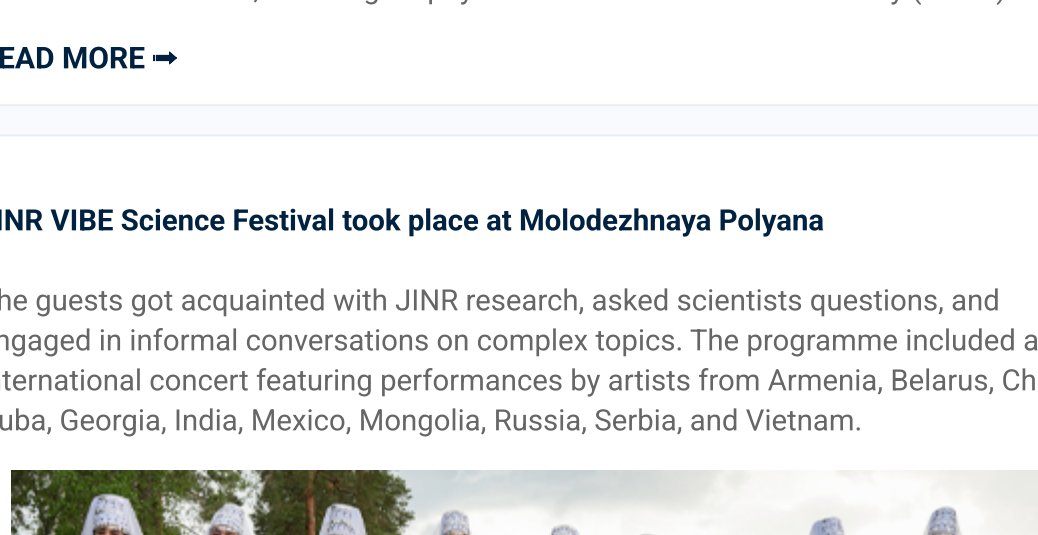 EAD MORE ➞
INR VIBE Science Festival took place at Molodezhnaya Polyana
he guests got acquainted with JINR research, asked scientists questions, and
ngaged in informal conversations on complex topics. The programme included a
nternational concert featuring performances by artists from Armenia, Belarus, Ch
uba, Georgia, India, Mexico, Mongolia, Russia, Serbia, and Vietnam.